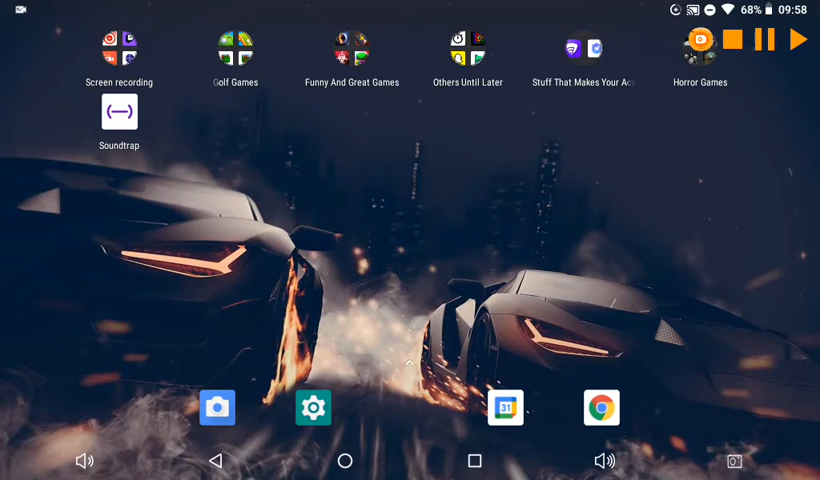 68% 09:58
Screen recording Golf Games Funny And Great Games Others Until Later Stuff That Makes Your Acc Horror Games
Soundtrap
31